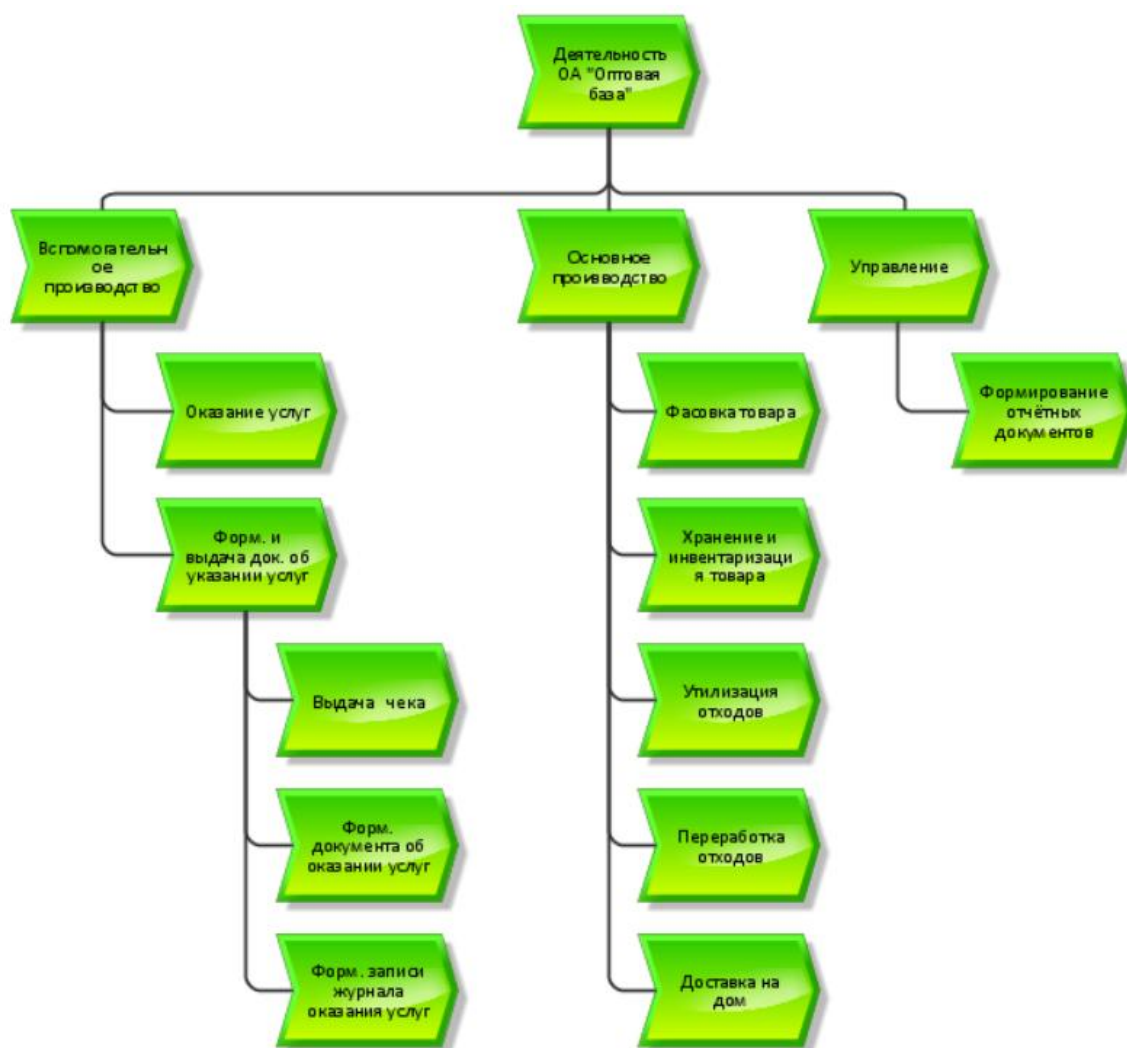 Деятельность
ОА "Оптовая
база"
Вспомогательн
ое
производство
Основное
производство
Управление
Оказание услуг
Фасовка товара
Формирование
отчётных
документов
Форм. и
выдача док. об
указании услуг
Хранение и
инвентаризаци
я товара
Выдача чека
Утилизация
отходов
Форм.
документа об
оказании услуг
Переработка
отходов
Форм. записи
журнала
оказания услуг
Доставка на
дом